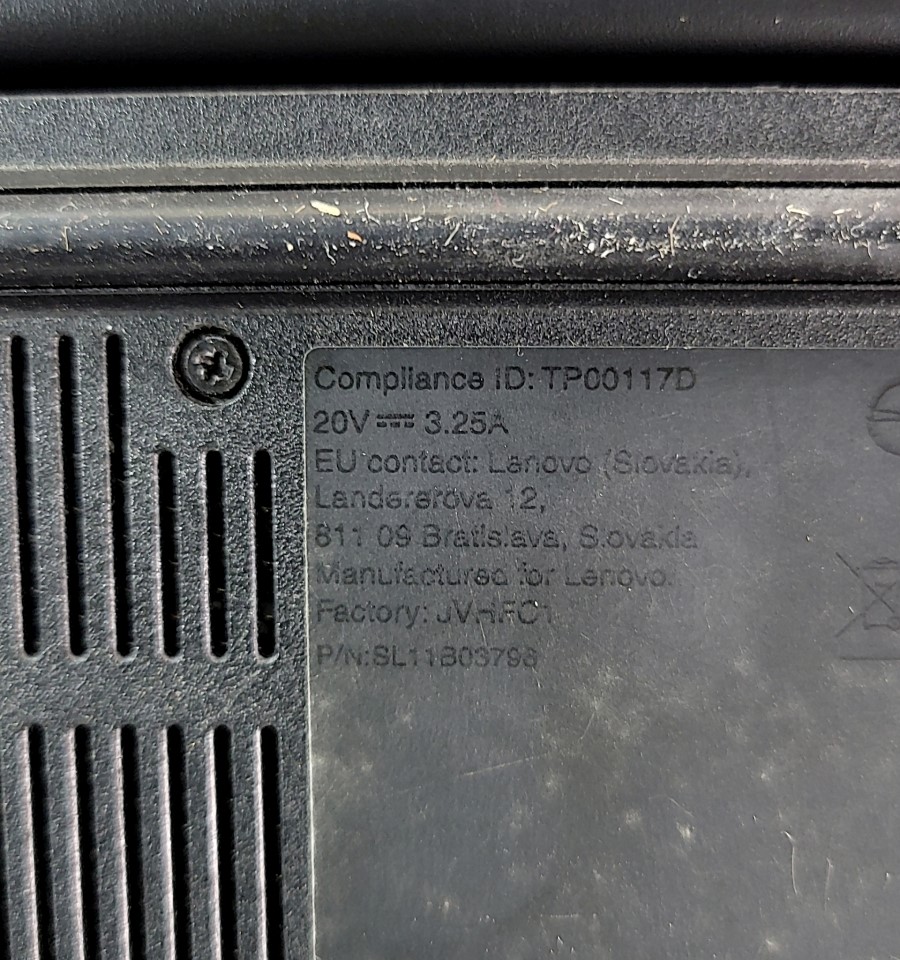 Compliance ID: TP00117D
20V⎓3.25A
EU contact: Lenovo (Slovakia),
Landererova 12,
811 09 Bratislava, Slovakia
Manufactured for Lenovo.
Factory: JVHFC1
P/N:SL11B03796